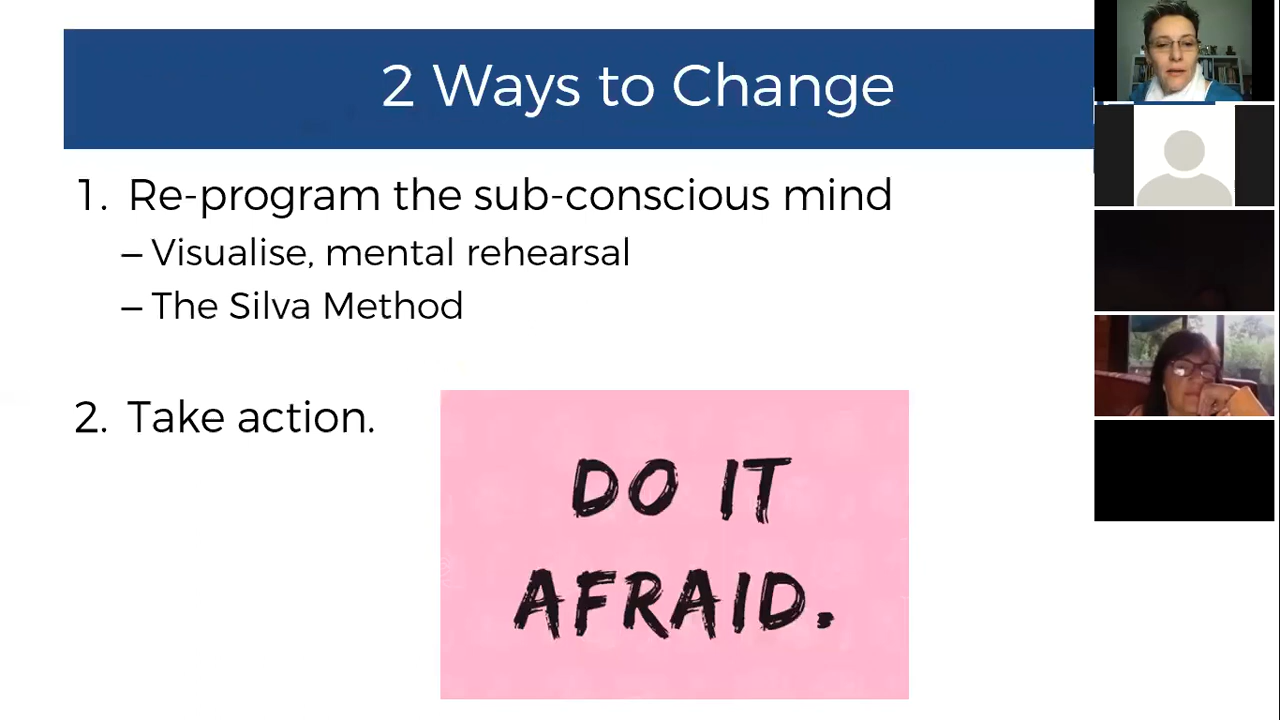 2 Ways to Change
1. Re-program the sub-conscious mind
– Visualise, mental rehearsal
– The Silva Method
2. Take action.
DO IT
AFRAID.